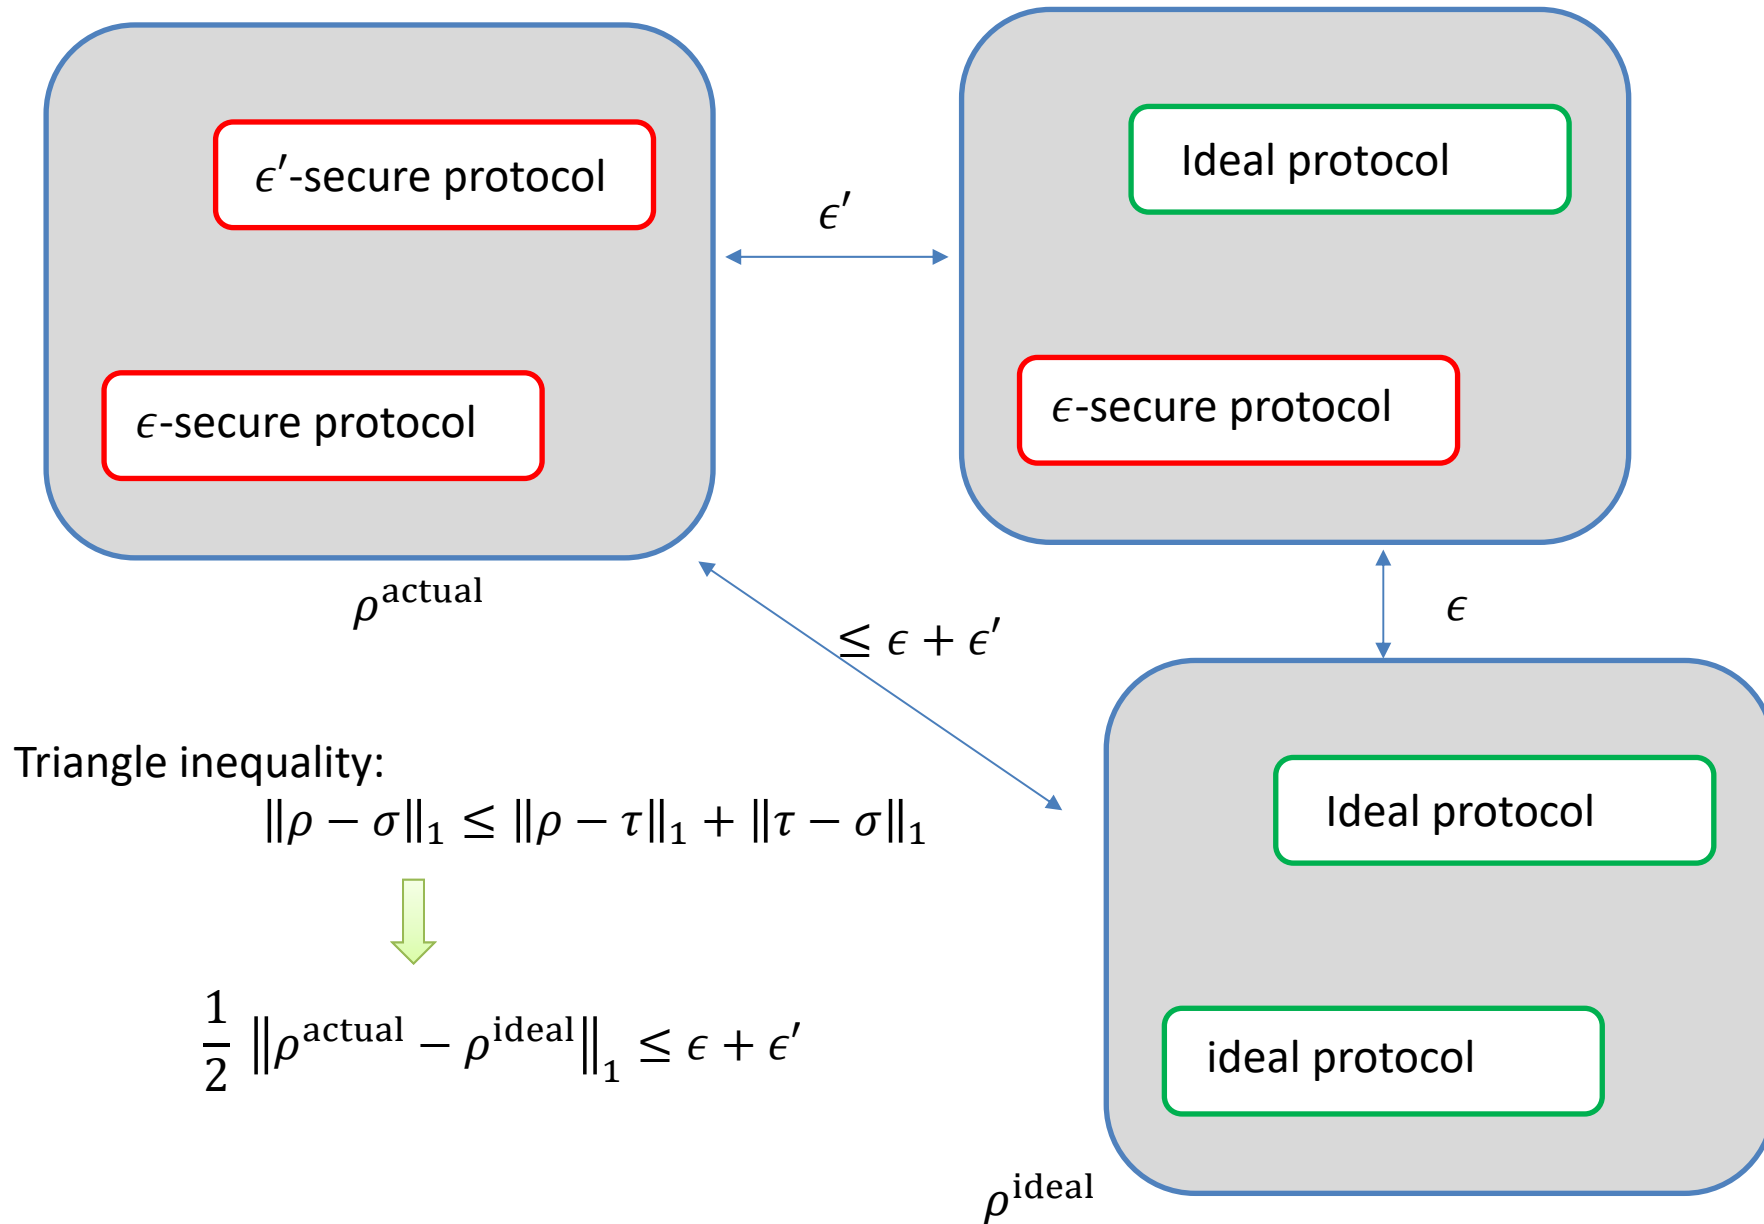 ϵ′-secure protocol
ϵ-secure protocol
ρ^actual
ϵ′
Ideal protocol
ϵ-secure protocol
ϵ
≤ ϵ + ϵ′
Ideal protocol
ideal protocol
ρ^ideal
Triangle inequality:
‖ρ − σ‖₁ ≤ ‖ρ − τ‖₁ + ‖τ − σ‖₁
1/2 ‖ρ^actual − ρ^ideal‖₁ ≤ ϵ + ϵ′